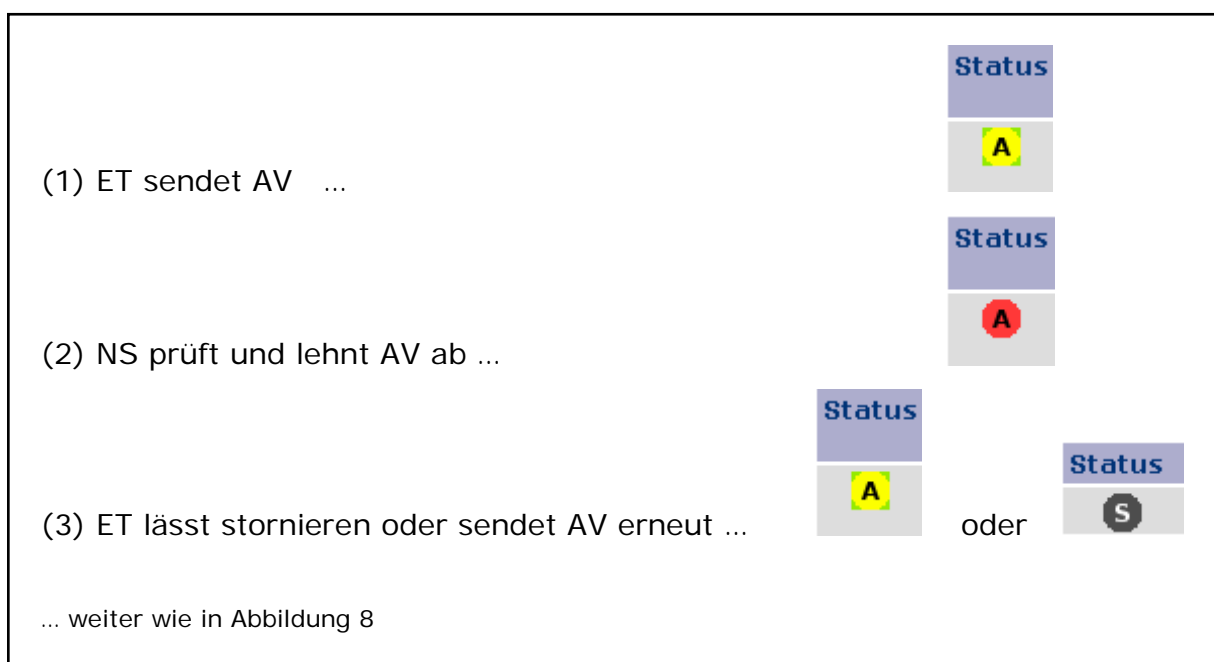 Status
A
(1) ET sendet AV ...
Status
A
(2) NS prüft und lehnt AV ab ...
Status
A
Status
S
(3) ET lässt stornieren oder sendet AV erneut ... oder
... weiter wie in Abbildung 8